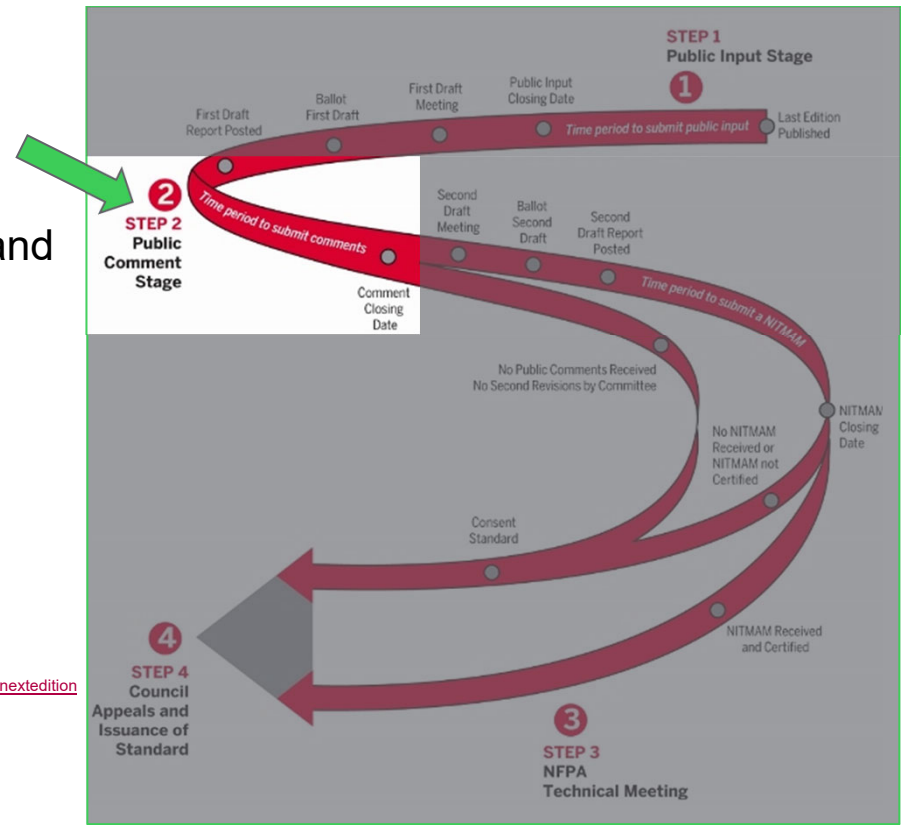 STEP 1
Public Input Stage
1
Public Input
Closing Date
First Draft
Meeting
Ballot
First Draft
First Draft
Report Posted
Time period to submit public input
Last Edition
Published
2
STEP 2
Public
Comment
Stage
and
Time period to submit comments
Comment
Closing
Date
Second
Draft
Meeting
Ballot
Second
Draft
Second
Draft Report
Posted
Time period to submit a NITMAM
No Public Comments Received
No Second Revisions by Committee
NITMAM
Closing
Date
No NITMAM
Received or
NITMAM not
Certified
Consent
Standard
NITMAM Received
and Certified
4
STEP 4
Council
Appeals and
Issuance of
Standard
nextedition
3
STEP 3
NFPA
Technical Meeting